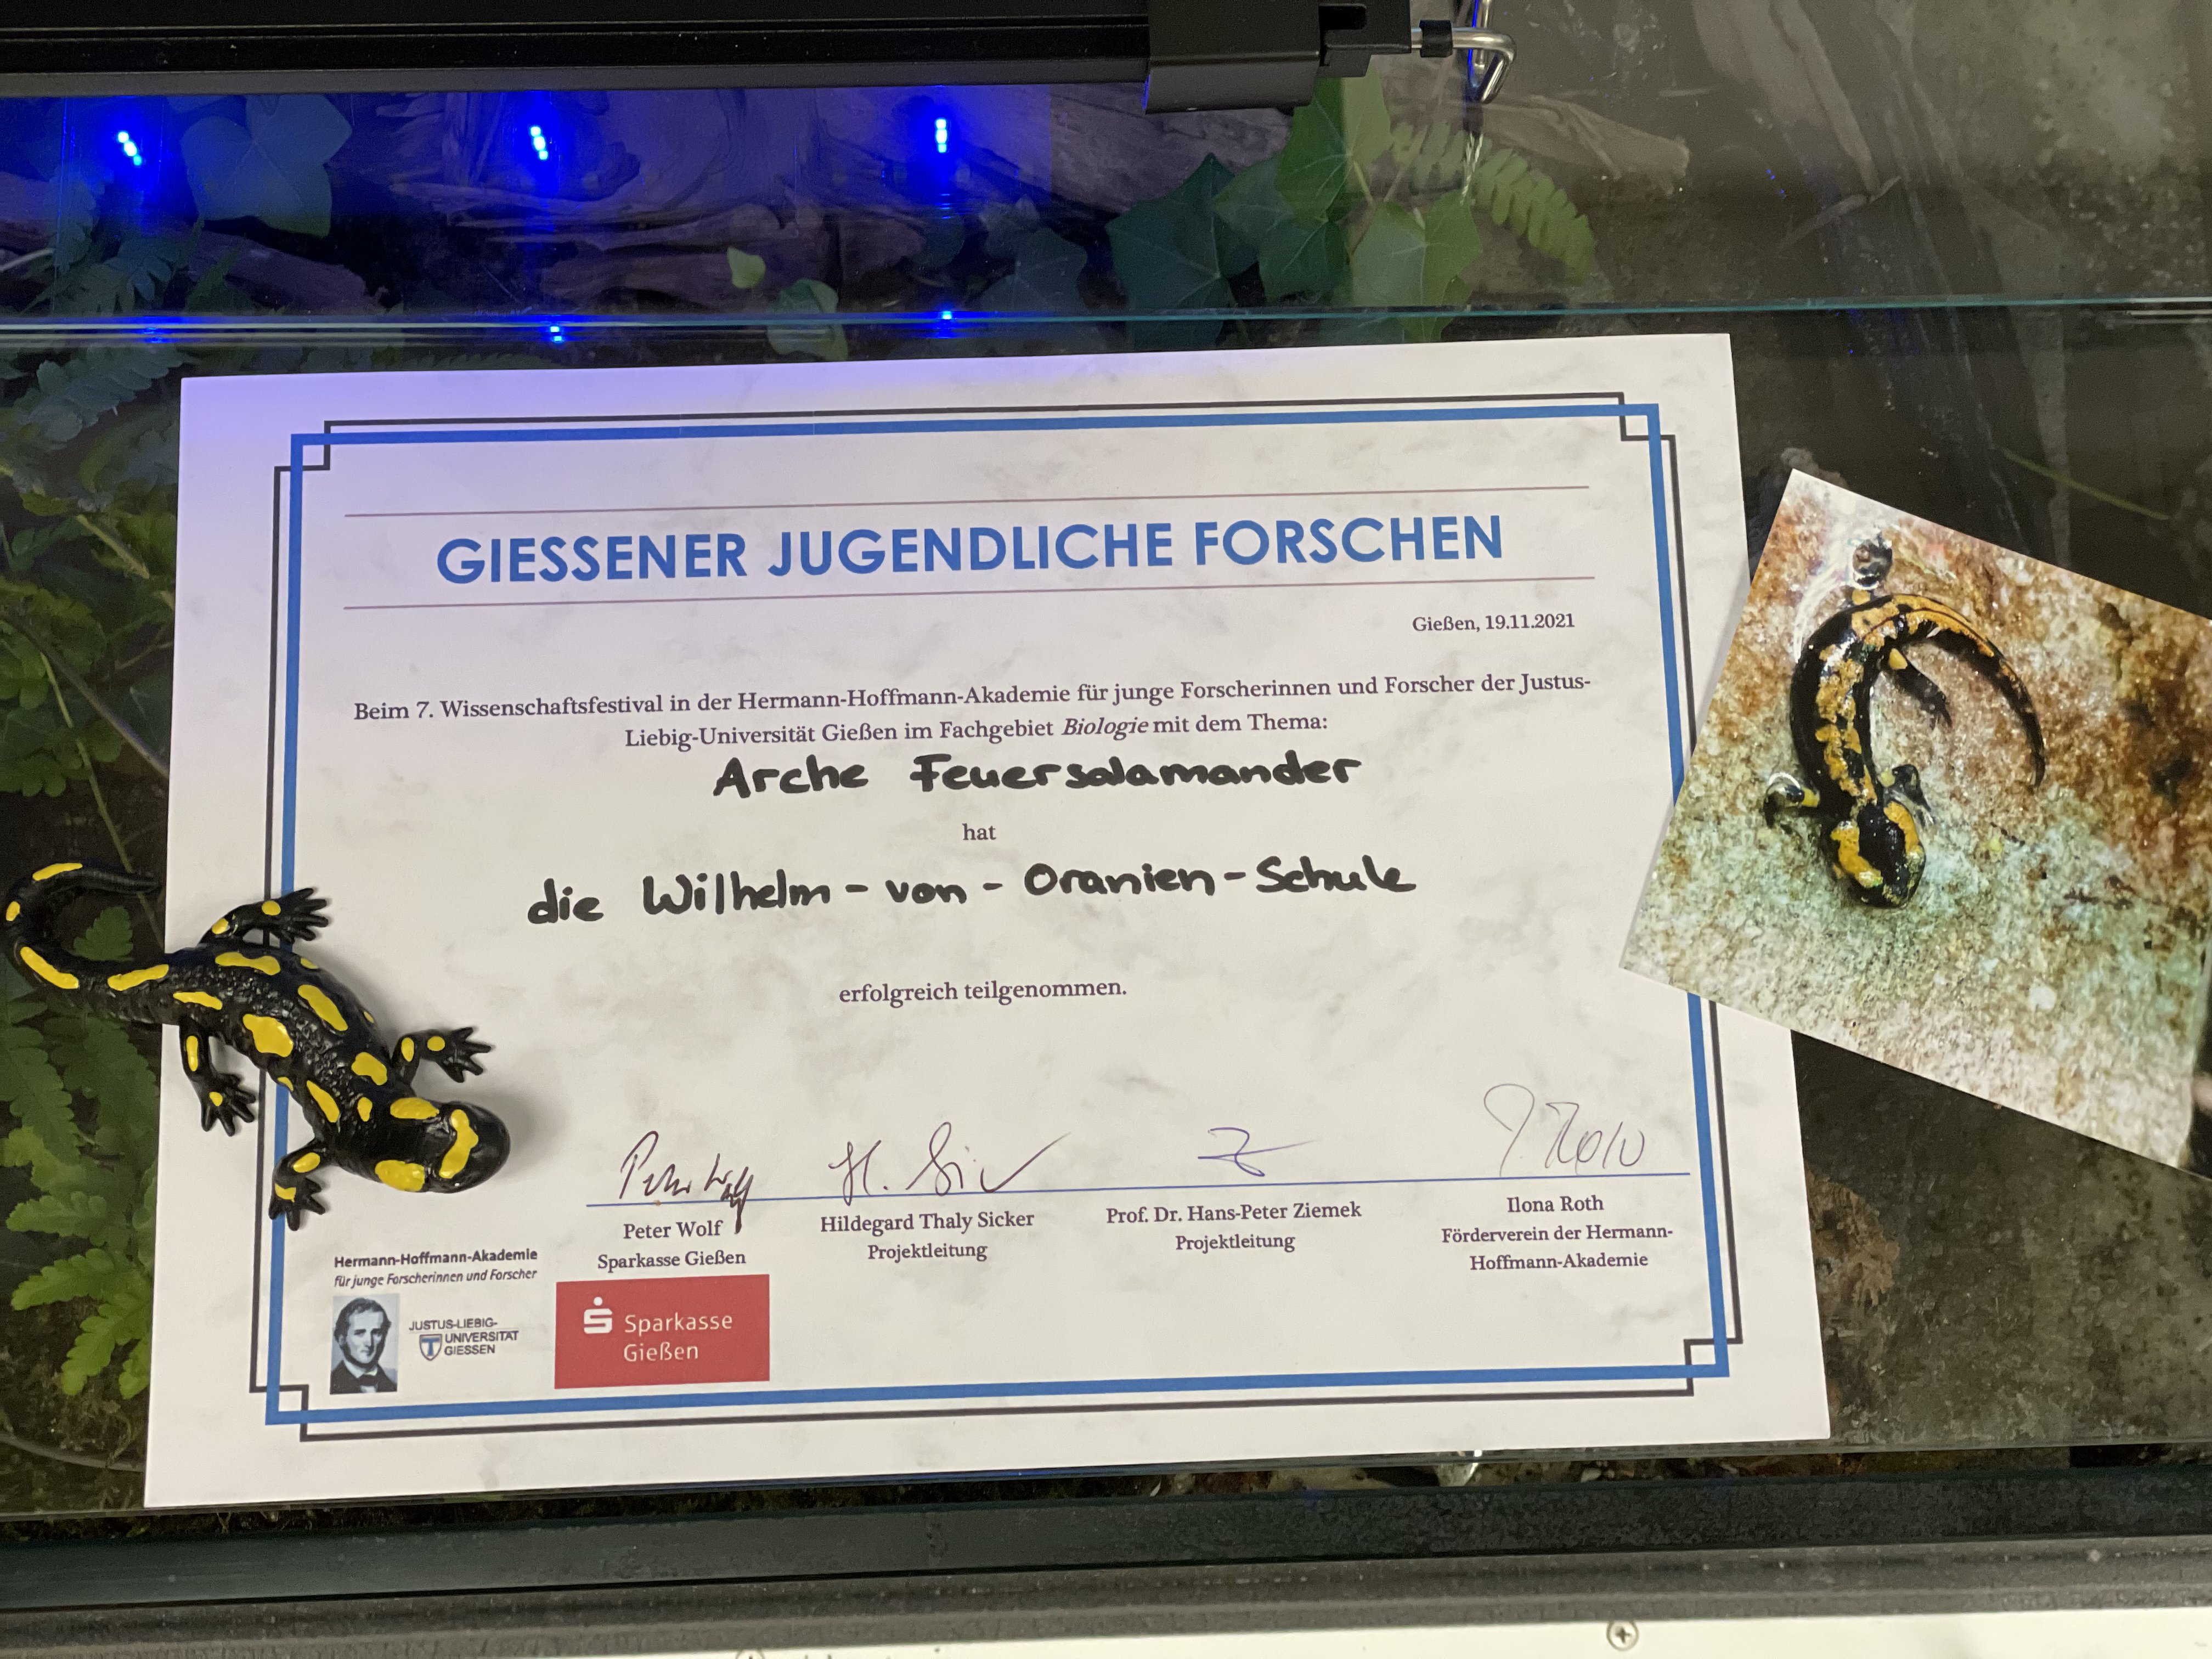 GIESSENER JUGENDLICHE FORSCHEN
Gießen, 19.11.2021
Beim 7. Wissenschaftsfestival in der Hermann-Hoffmann-Akademie für junge Forscherinnen und Forscher der Justus-
Liebig-Universität Gießen im Fachgebiet Biologie mit dem Thema:
Arche Feuersalamander
hat
die Wilhelm-von-Oranien-Schule
erfolgreich teilgenommen.
Peter Wolf
Sparkasse Gießen
Hildegard Thaly Sicker
Projektleitung
Prof. Dr. Hans-Peter Ziemek
Projektleitung
Ilona Roth
Förderverein der Hermann-
Hoffmann-Akademie
Hermann-Hoffmann-Akademie
für junge Forscherinnen und Forscher
JUSTUS-LIEBIG-
UNIVERSITÄT
GIESSEN
Sparkasse
Gießen